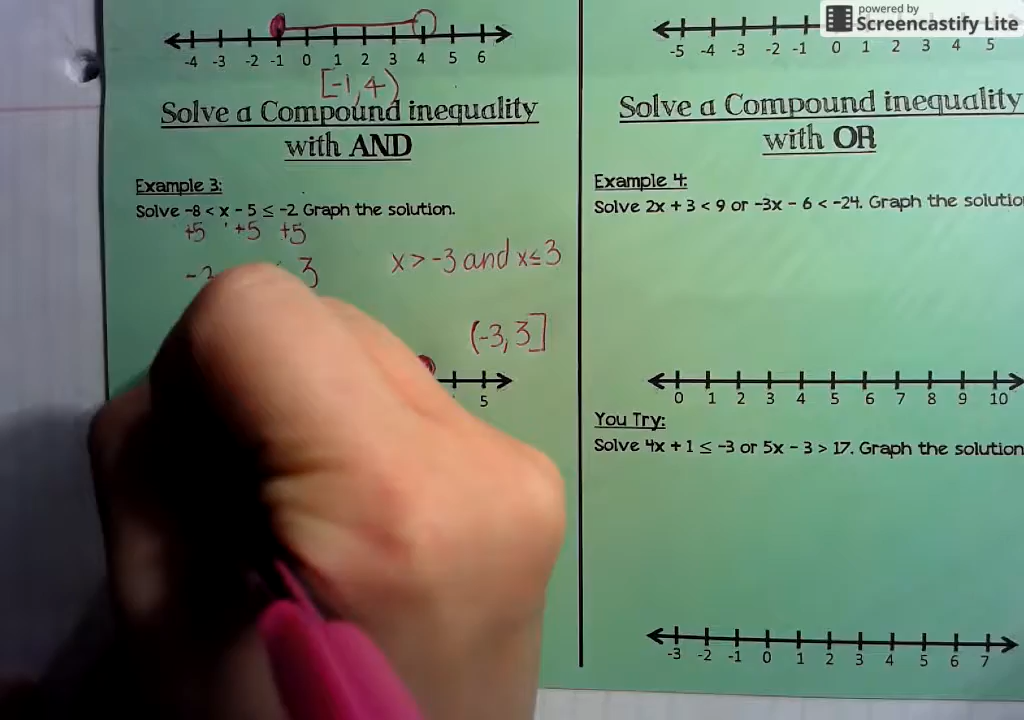 powered by
Screencastify Lite
-4 -3 -2 -1 0 1 2 3 4 5 6
[-1, 4)
Solve a Compound inequality
with AND
Example 3:
Solve -8 < x - 5 ≤ -2. Graph the solution.
+5 +5 +5
3
x > -3 and x ≤ 3
(-3, 3]
5
-5 -4 -3 -2 -1 0 1 2 3 4 5
Solve a Compound inequality
with OR
Example 4:
Solve 2x + 3 < 9 or -3x - 6 < -24. Graph the solutio
0 1 2 3 4 5 6 7 8 9 10
You Try:
Solve 4x + 1 ≤ -3 or 5x - 3 > 17. Graph the solution
-3 -2 -1 0 1 2 3 4 5 6 7